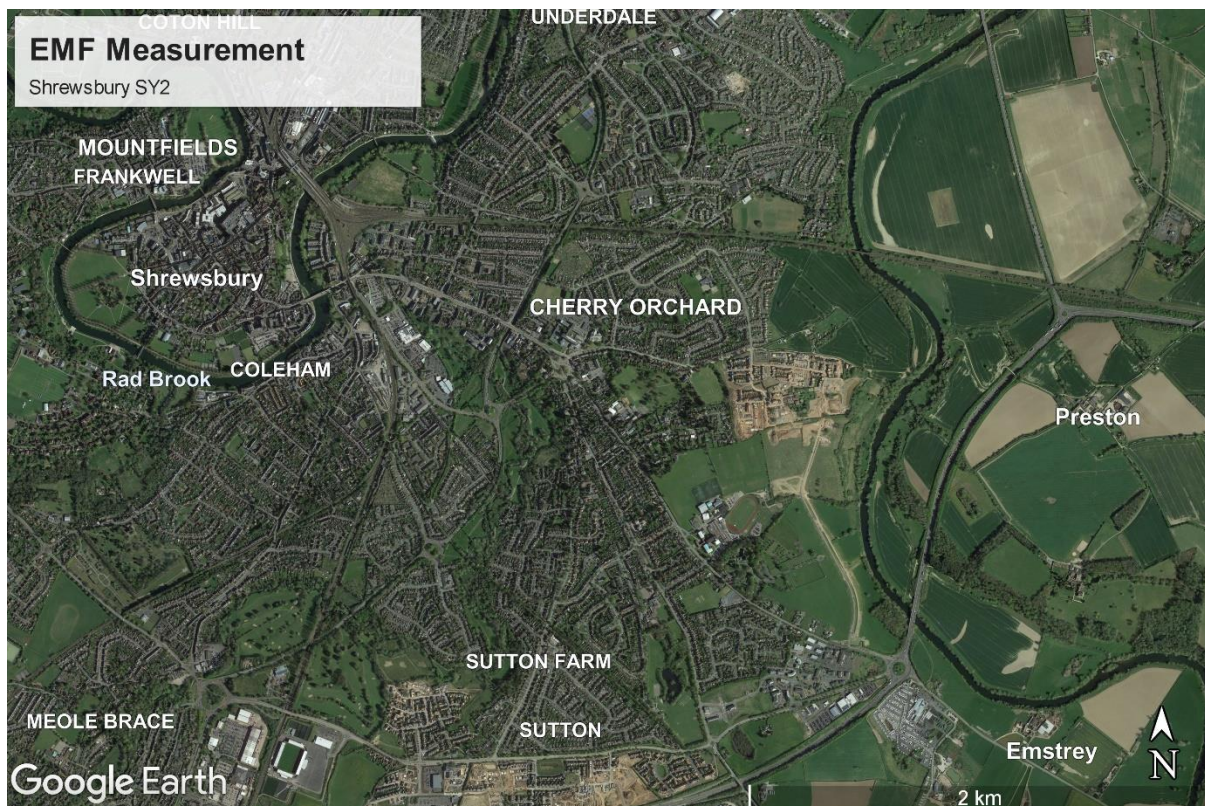 COTON HILL
UNDERDALE
EMF Measurement
Shrewsbury SY2
MOUNTFIELDS
FRANKWELL
Shrewsbury
CHERRY ORCHARD
COLEHAM
Rad Brook
Preston
SUTTON FARM
MEOLE BRACE
SUTTON
Emstrey
N
Google Earth
2 km